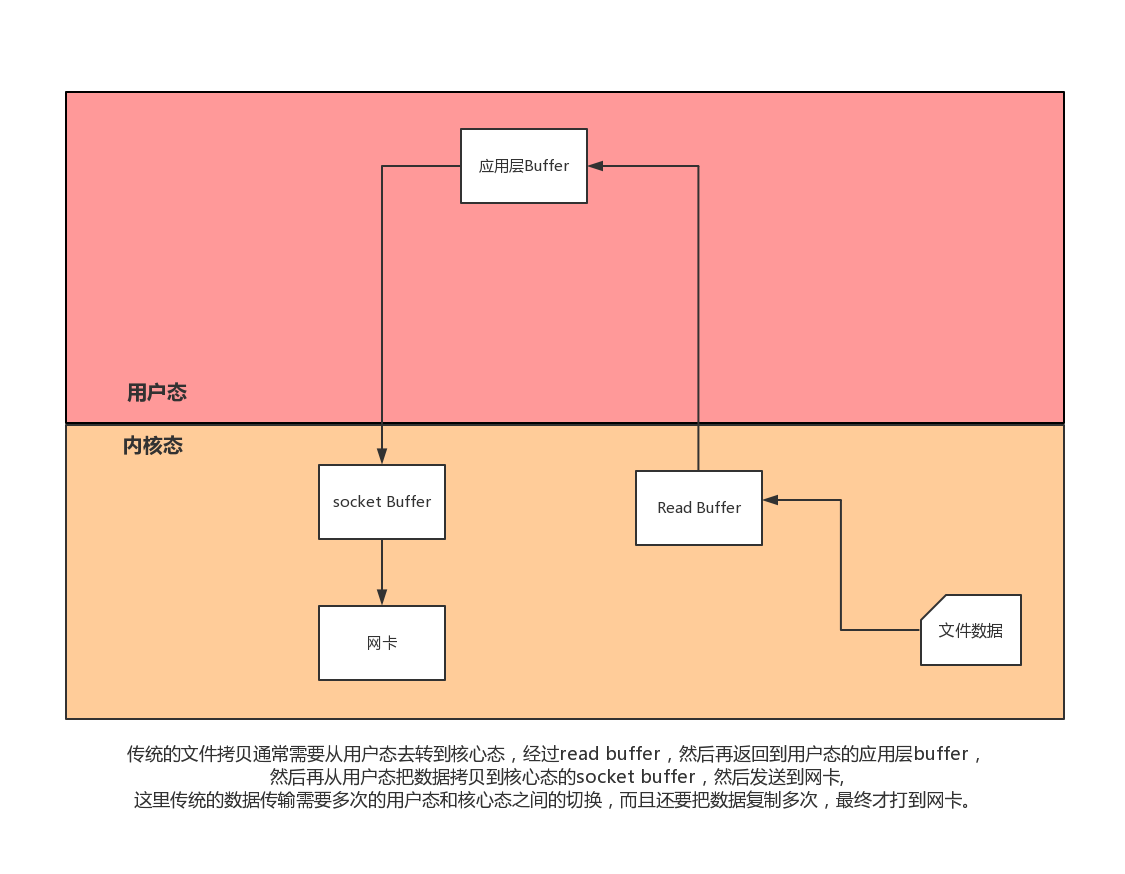 应用层Buffer
用户态
内核态
socket Buffer
Read Buffer
网卡
文件数据
传统的文件拷贝通常需要从用户态去转到核心态，经过read buffer，然后再返回到用户态的应用层buffer，
然后再从用户态把数据拷贝到核心态的socket buffer，然后发送到网卡,
这里传统的数据传输需要多次的用户态和核心态之间的切换，而且还要把数据复制多次，最终才打到网卡。